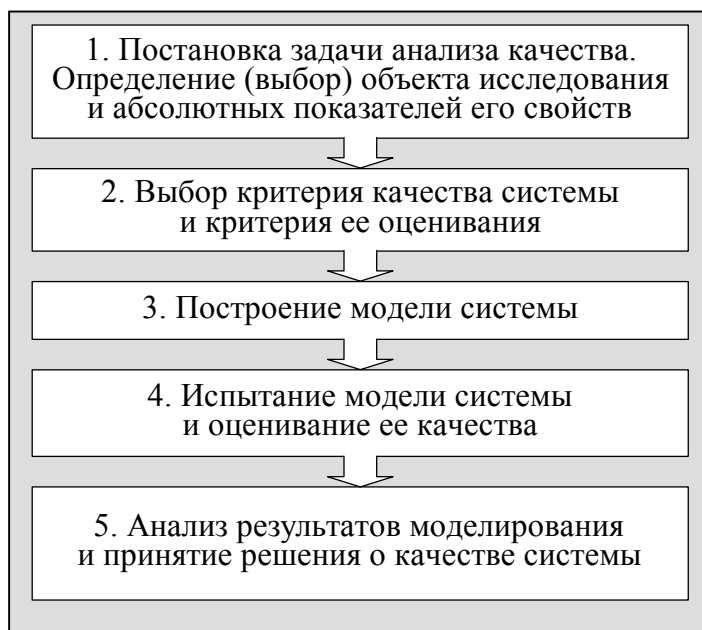 1. Постановка задачи анализа качества.
Определение (выбор) объекта исследования
и абсолютных показателей его свойств
2. Выбор критерия качества системы
и критерия ее оценивания
3. Построение модели системы
4. Испытание модели системы
и оценивание ее качества
5. Анализ результатов моделирования
и принятие решения о качестве системы